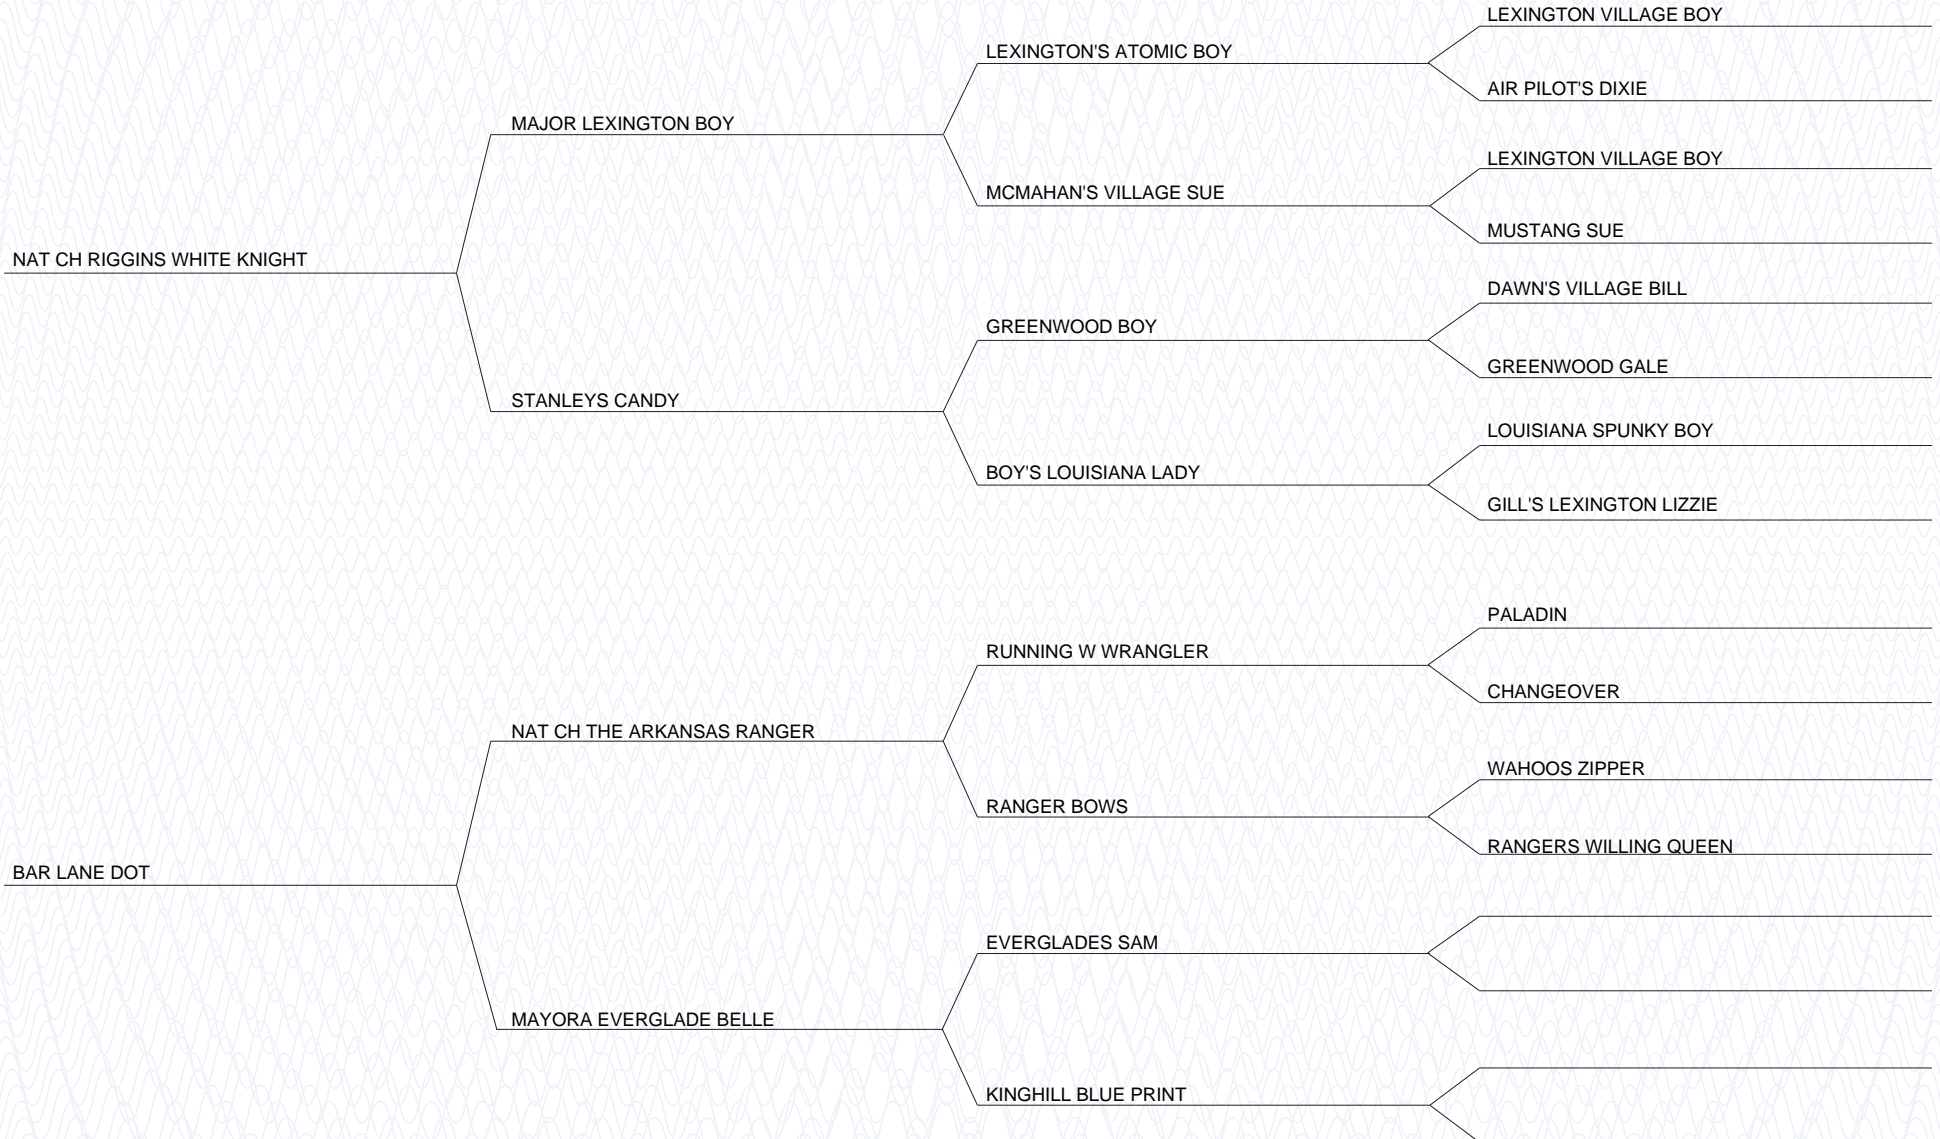 LEXINGTON VILLAGE BOY
LEXINGTON'S ATOMIC BOY
AIR PILOT'S DIXIE
MAJOR LEXINGTON BOY
LEXINGTON VILLAGE BOY
MCMAHAN'S VILLAGE SUE
MUSTANG SUE
NAT CH RIGGINS WHITE KNIGHT
DAWN'S VILLAGE BILL
GREENWOOD BOY
GREENWOOD GALE
STANLEYS CANDY
LOUISIANA SPUNKY BOY
BOY'S LOUISIANA LADY
GILL'S LEXINGTON LIZZIE
PALADIN
RUNNING W WRANGLER
CHANGEOVER
NAT CH THE ARKANSAS RANGER
WAHOOS ZIPPER
RANGER BOWS
RANGERS WILLING QUEEN
BAR LANE DOT
EVERGLADES SAM
MAYORA EVERGLADE BELLE
KINGHILL BLUE PRINT